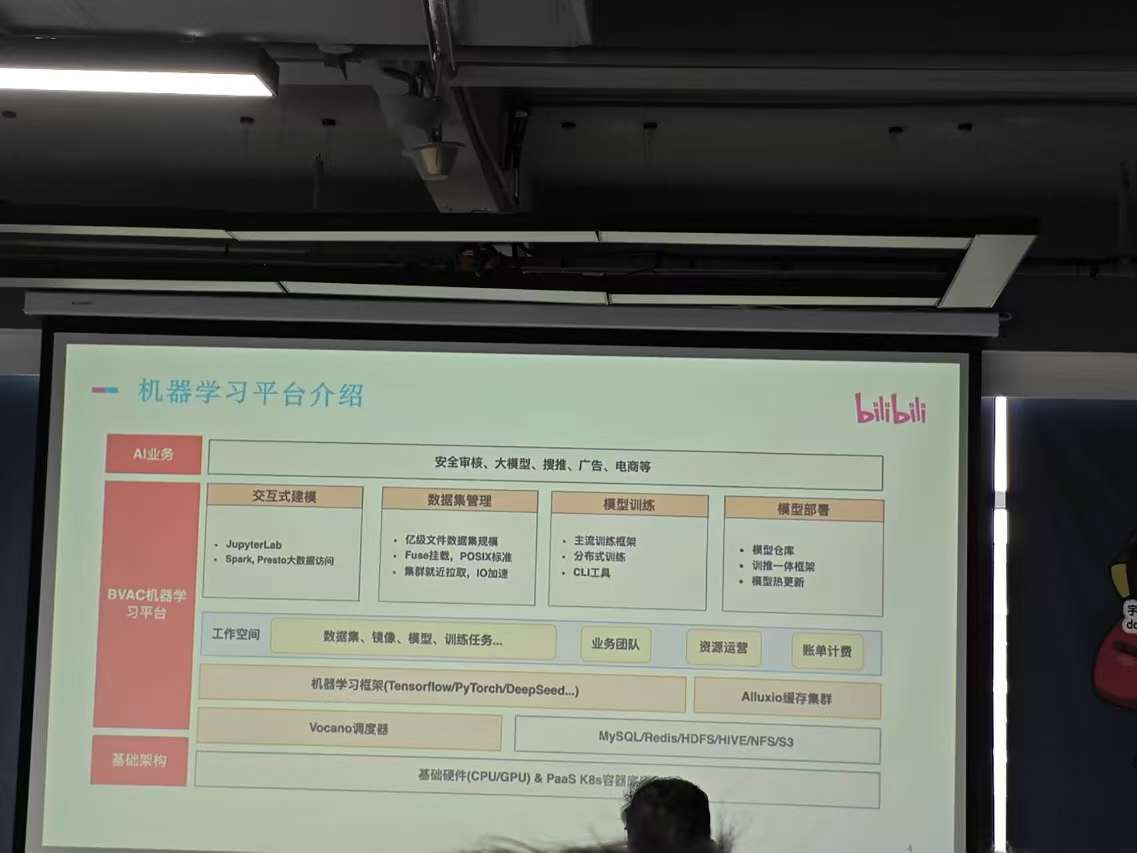 机器学习平台介绍
bilibili
AI业务
安全审核、大模型、搜推、广告、电商等
BVAC机器学
习平台
交互式建模
• JupyterLab
• Spark, Presto大数据访问
数据集管理
• 亿级文件数据集规模
• Fuse挂载，POSIX标准
• 集群就近拉取，IO加速
模型训练
• 主流训练框架
• 分布式训练
• CLI工具
模型部署
• 模型仓库
• 训推一体框架
• 模型热更新
工作空间
数据集、镜像、模型、训练任务...
业务团队
资源运营
账单计费
机器学习框架(Tensorflow/PyTorch/DeepSeed...)
Alluxio缓存集群
Vocano调度器
MySQL/Redis/HDFS/HIVE/NFS/S3
基础架构
基础硬件(CPU/GPU) & PaaS K8s容器
4